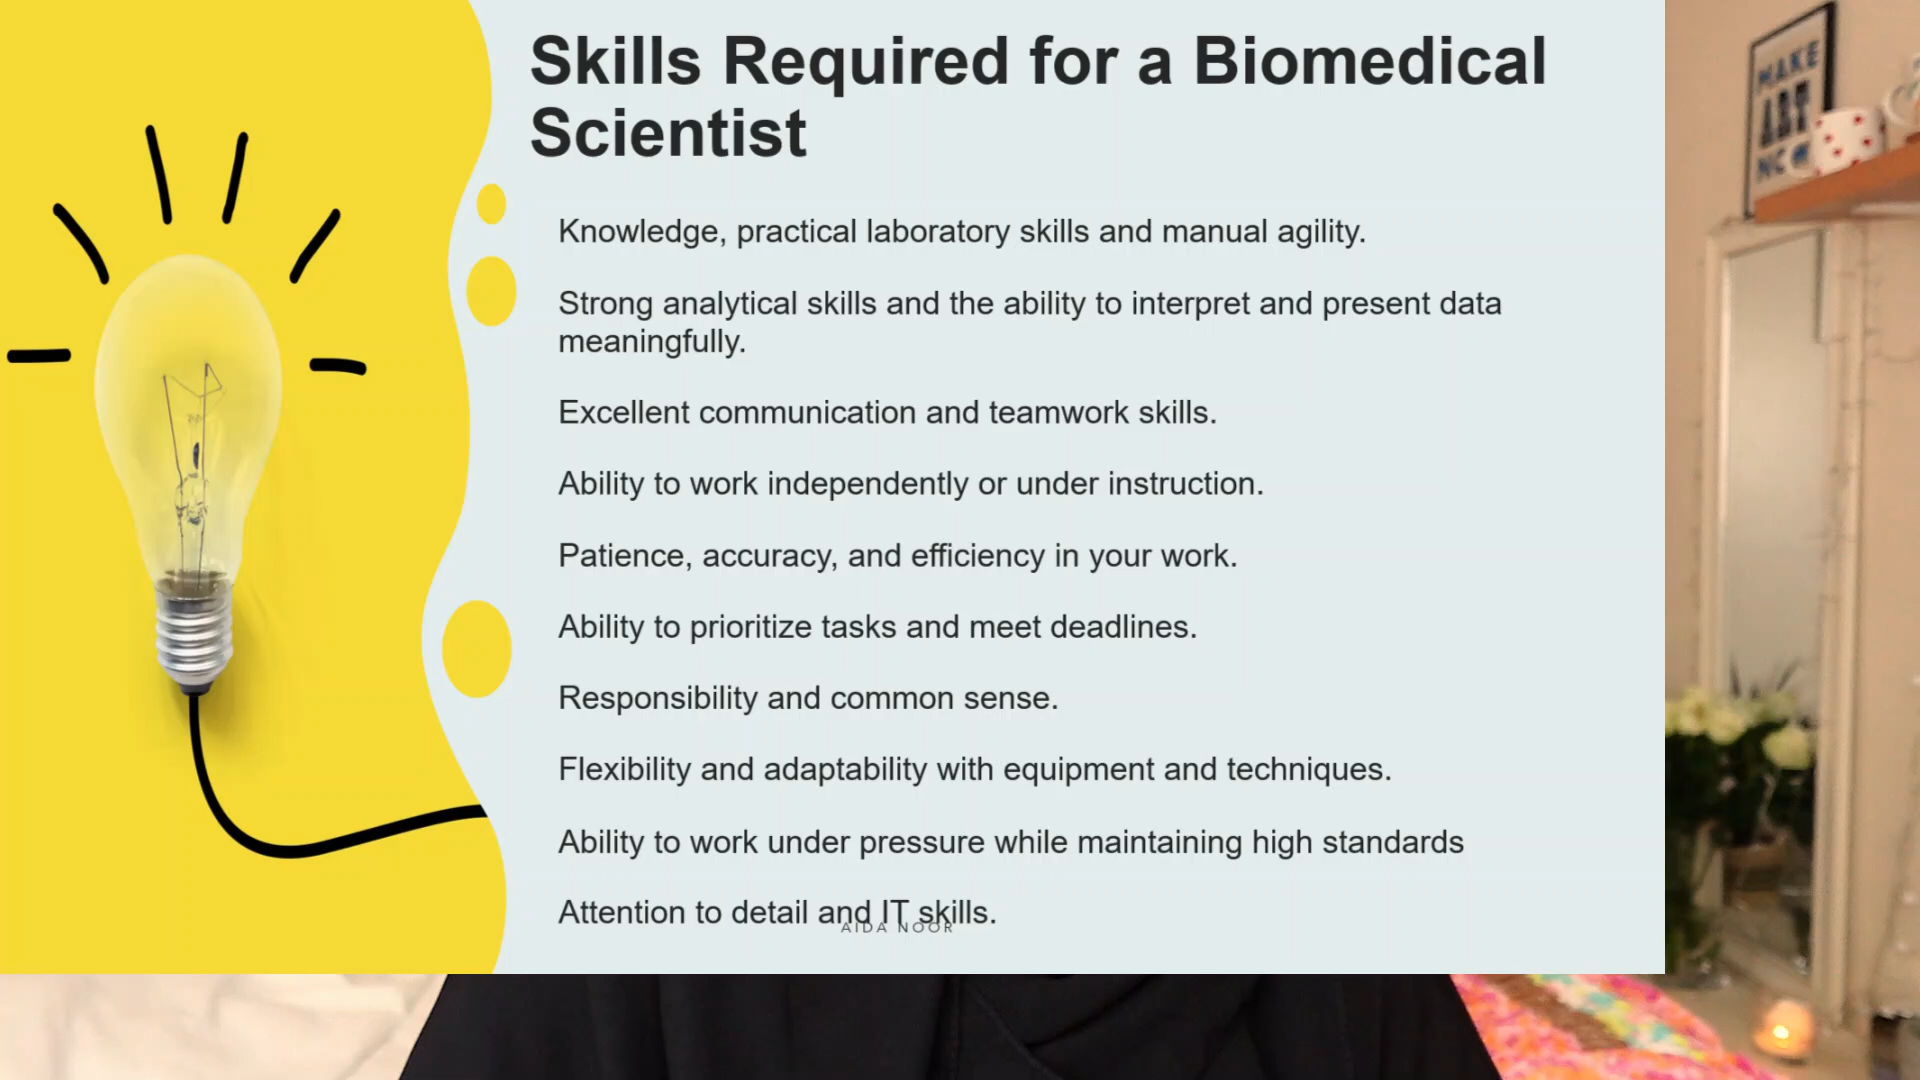 Skills Required for a Biomedical
Scientist
Knowledge, practical laboratory skills and manual agility.
Strong analytical skills and the ability to interpret and present data
meaningfully.
Excellent communication and teamwork skills.
Ability to work independently or under instruction.
Patience, accuracy, and efficiency in your work.
Ability to prioritize tasks and meet deadlines.
Responsibility and common sense.
Flexibility and adaptability with equipment and techniques.
Ability to work under pressure while maintaining high standards
Attention to detail and IT skills.
AIDA NOOR
MAKE
ART